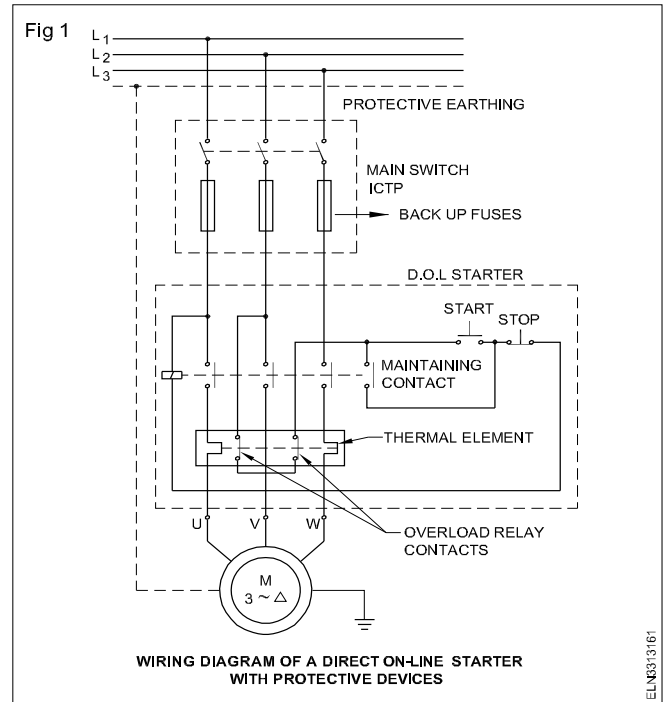 Fig 1
L1
L2
L3
PROTECTIVE EARTHING
MAIN SWITCH
ICTP
BACK UP FUSES
D.O.L STARTER
START
STOP
MAINTAINING
CONTACT
THERMAL ELEMENT
U
V
W
OVERLOAD RELAY
CONTACTS
M
3 ~ △
WIRING DIAGRAM OF A DIRECT ON-LINE STARTER
WITH PROTECTIVE DEVICES
ELN3313161